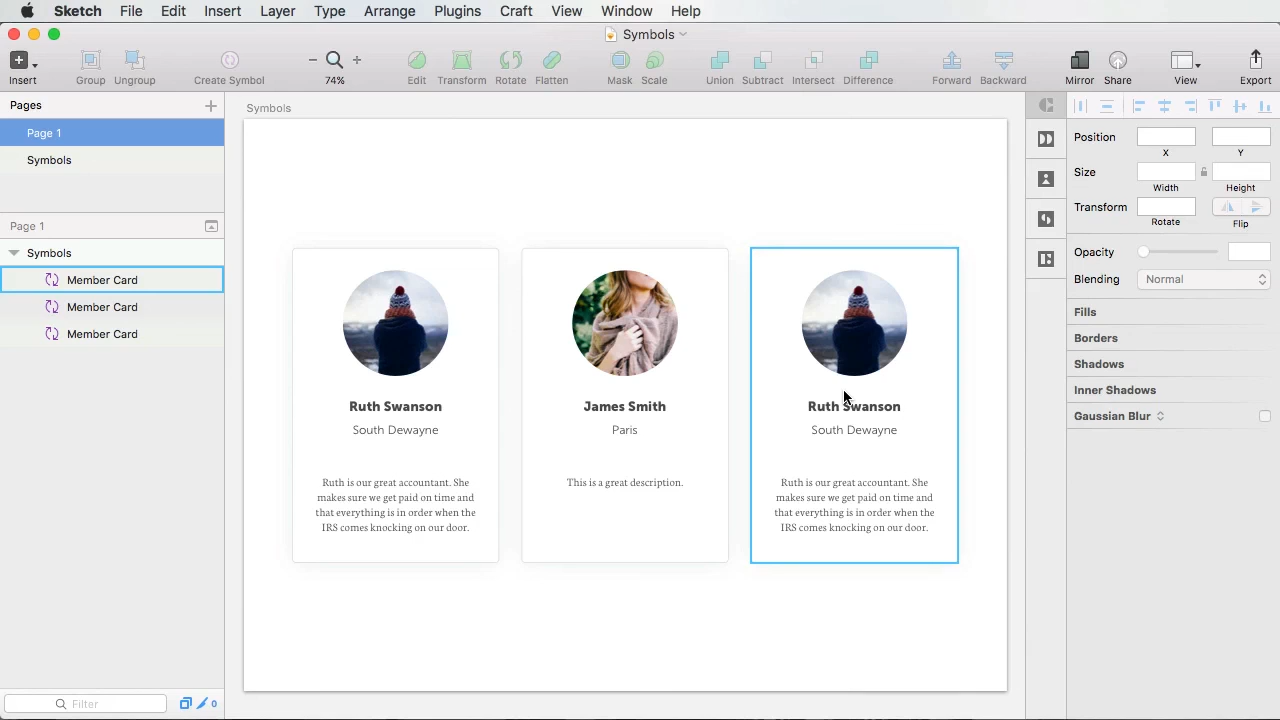 Sketch File Edit Insert Layer Type Arrange Plugins Craft View Window Help
Symbols
Insert Group Ungroup Create Symbol 74% Edit Transform Rotate Flatten Mask Scale Union Subtract Intersect Difference Forward Backward Mirror Share View Export
Pages
Page 1
Symbols
Page 1
Symbols
Member Card
Member Card
Member Card
Filter
0
Symbols
Ruth Swanson
South Dewayne
Ruth is our great accountant. She
makes sure we get paid on time and
that everything is in order when the
IRS comes knocking on our door.
James Smith
Paris
This is a great description.
Ruth Swanson
South Dewayne
Ruth is our great accountant. She
makes sure we get paid on time and
that everything is in order when the
IRS comes knocking on our door.
Position
X Y
Size
Width Height
Transform
Rotate Flip
Opacity
Blending Normal
Fills
Borders
Shadows
Inner Shadows
Gaussian Blur